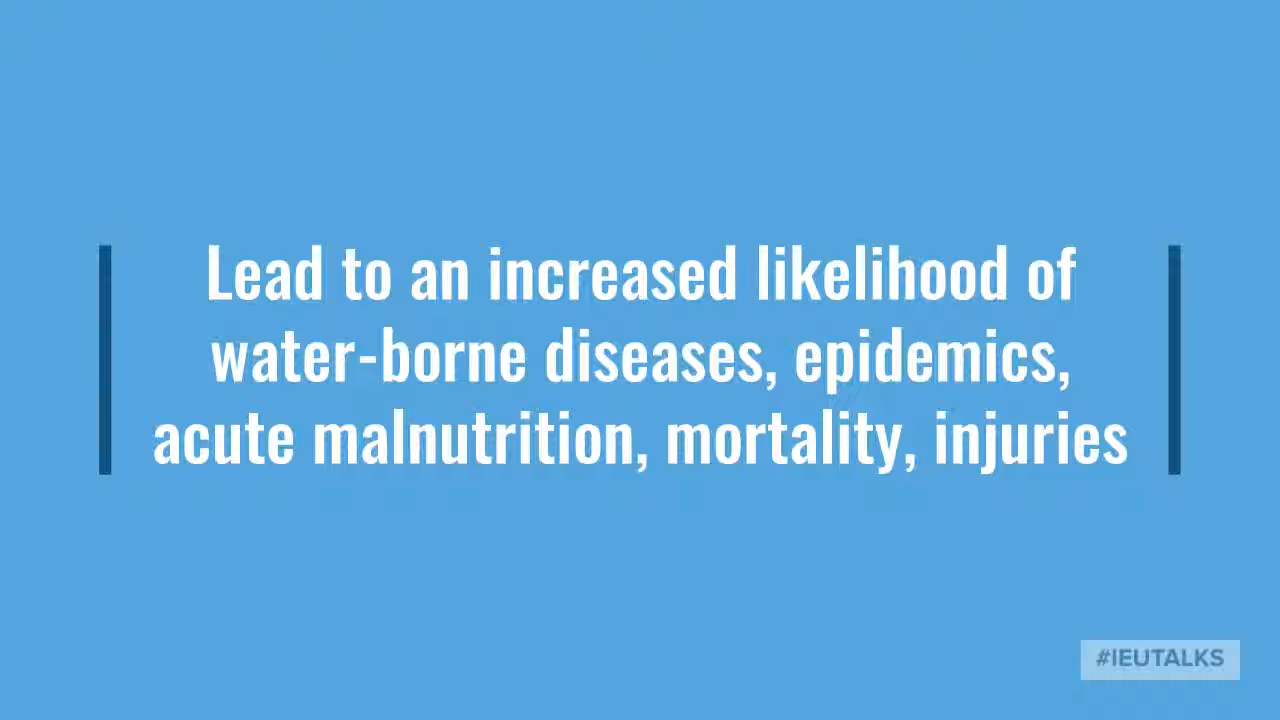 Lead to an increased likelihood of
water-borne diseases, epidemics,
acute malnutrition, mortality, injuries
#IEUTALKS